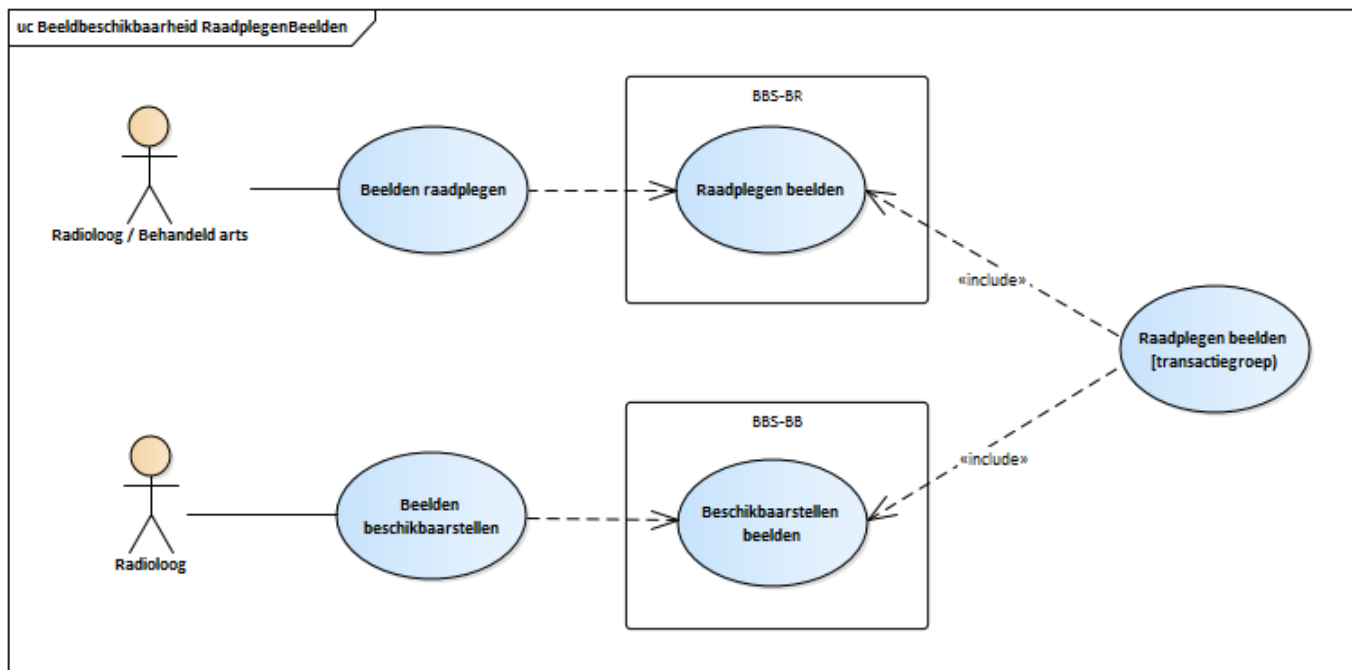 uc Beeldbeschikbaarheid RaadplegenBeelden
BBS-BR
Beelden raadplegen
Raadplegen beelden
Radioloog / Behandeld arts
«include»
Raadplegen beelden
[transactiegroep)
BBS-BB
«include»
Beelden
beschikbaarstellen
Beschikbaarstellen
beelden
Radioloog